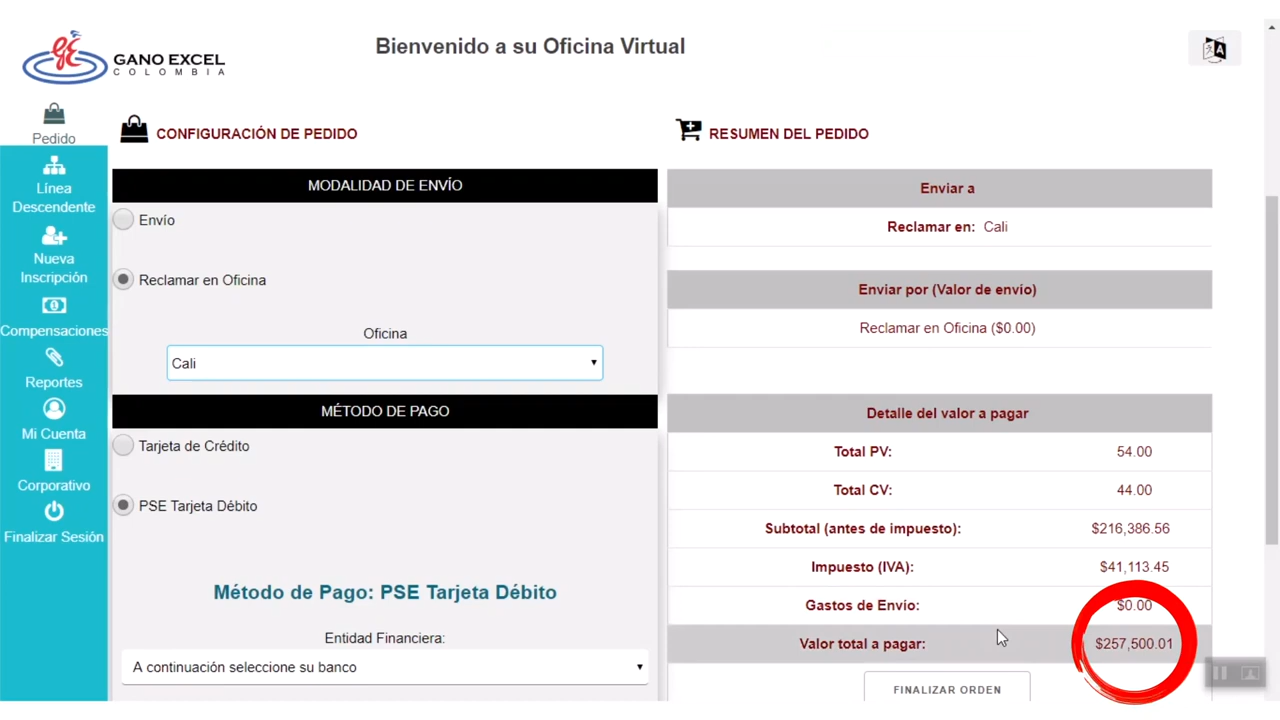 GANO EXCEL
COLOMBIA
Bienvenido a su Oficina Virtual
Pedido
Línea
Descendente
Nueva
Inscripción
Compensaciones
Reportes
Mi Cuenta
Corporativo
Finalizar Sesión
CONFIGURACIÓN DE PEDIDO
MODALIDAD DE ENVÍO
Envío
Reclamar en Oficina
Oficina
Cali
MÉTODO DE PAGO
Tarjeta de Crédito
PSE Tarjeta Débito
Método de Pago: PSE Tarjeta Débito
Entidad Financiera:
A continuación seleccione su banco
RESUMEN DEL PEDIDO
Enviar a
Reclamar en: Cali
Enviar por (Valor de envío)
Reclamar en Oficina ($0.00)
Detalle del valor a pagar
Total PV: 54.00
Total CV: 44.00
Subtotal (antes de impuesto): $216,386.56
Impuesto (IVA): $41,113.45
Gastos de Envío: $0.00
Valor total a pagar: $257,500.01
FINALIZAR ORDEN